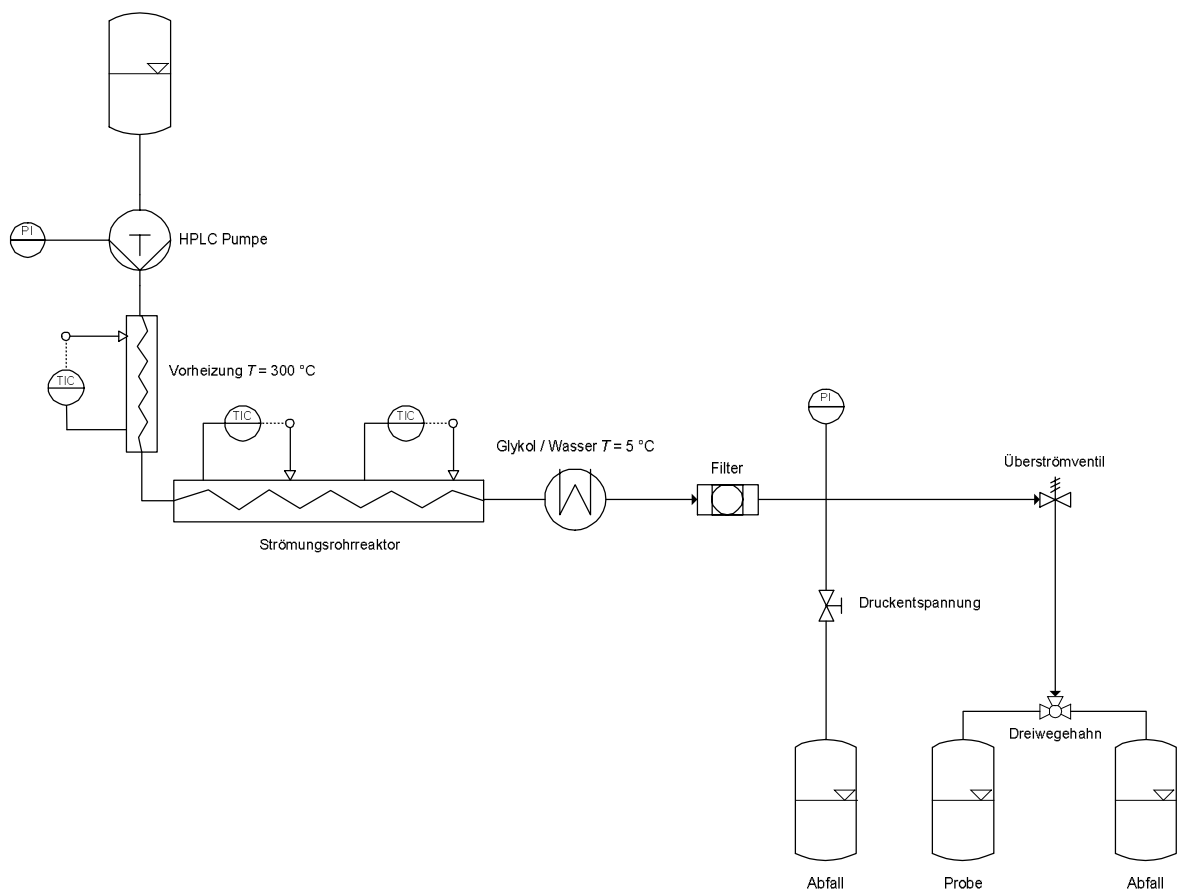 PI
HPLC Pumpe
TIC
Vorheizung T = 300 °C
TIC
TIC
Glykol / Wasser T = 5 °C
PI
Filter
Überströmventil
Strömungsrohrreaktor
Druckentspannung
Dreiwegehahn
Abfall
Probe
Abfall